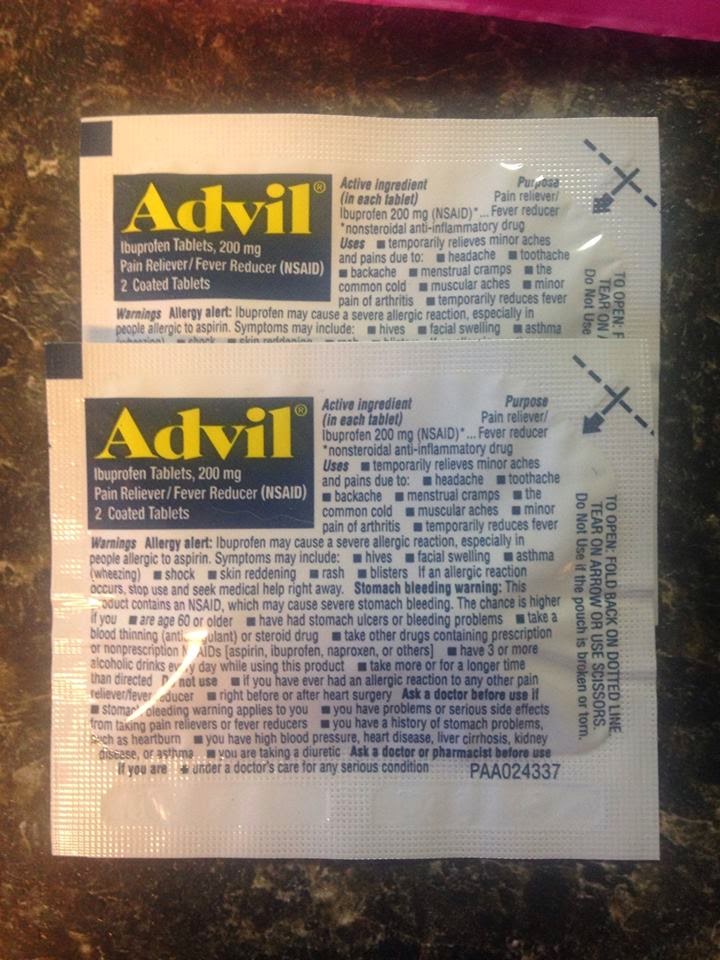 Advil®
Ibuprofen Tablets, 200 mg
Pain Reliever/Fever Reducer (NSAID)
2 Coated Tablets
Active ingredient Purpose
(in each tablet) Pain reliever/
Ibuprofen 200 mg (NSAID)*... Fever reducer
*nonsteroidal anti-inflammatory drug
Uses ■ temporarily relieves minor aches
and pains due to: ■ headache ■ toothache
■ backache ■ menstrual cramps ■ the
common cold ■ muscular aches ■ minor
pain of arthritis ■ temporarily reduces fever
Warnings Allergy alert: Ibuprofen may cause a severe allergic reaction, especially in
people allergic to aspirin. Symptoms may include: ■ hives ■ facial swelling ■ asthma
(wheezing) ■ shock ■ skin reddening ■ rash
TO OPEN: F
TEAR ON
Do Not Use
Advil®
Ibuprofen Tablets, 200 mg
Pain Reliever/Fever Reducer (NSAID)
2 Coated Tablets
Active ingredient Purpose
(in each tablet) Pain reliever/
Ibuprofen 200 mg (NSAID)*... Fever reducer
*nonsteroidal anti-inflammatory drug
Uses ■ temporarily relieves minor aches
and pains due to: ■ headache ■ toothache
■ backache ■ menstrual cramps ■ the
common cold ■ muscular aches ■ minor
pain of arthritis ■ temporarily reduces fever
Warnings Allergy alert: Ibuprofen may cause a severe allergic reaction, especially in
people allergic to aspirin. Symptoms may include: ■ hives ■ facial swelling ■ asthma
(wheezing) ■ shock ■ skin reddening ■ rash ■ blisters If an allergic reaction
occurs, stop use and seek medical help right away. Stomach bleeding warning: This
oduct contains an NSAID, which may cause severe stomach bleeding. The chance is higher
if you ■ are age 60 or older ■ have had stomach ulcers or bleeding problems ■ take a
blood thinning (anti ulant) or steroid drug ■ take other drugs containing prescription
or nonprescription N AIDs [aspirin, ibuprofen, naproxen, or others] ■ have 3 or more
alcoholic drinks every day while using this product ■ take more or for a longer time
than directed Do not use ■ if you have ever had an allergic reaction to any other pain
reliever/fever reducer ■ right before or after heart surgery Ask a doctor before use if
■ stomach bleeding warning applies to you ■ you have problems or serious side effects
from taking pain relievers or fever reducers ■ you have a history of stomach problems,
such as heartburn ■ you have high blood pressure, heart disease, liver cirrhosis, kidney
disease, or asthma ■ you are taking a diuretic Ask a doctor or pharmacist before use
if you are ■ under a doctor's care for any serious condition PAA024337
TO OPEN: FOLD BACK ON DOTTED LINE.
TEAR ON ARROW OR USE SCISSORS.
Do Not Use if the pouch is broken or torn.